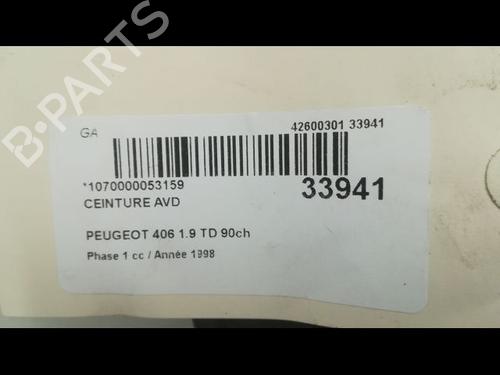 B-PARTS
GA
42600301 33941
*1070000053159
33941
CEINTURE AVD
PEUGEOT 406 1.9 TD 90ch
Phase 1 cc / Année 1998